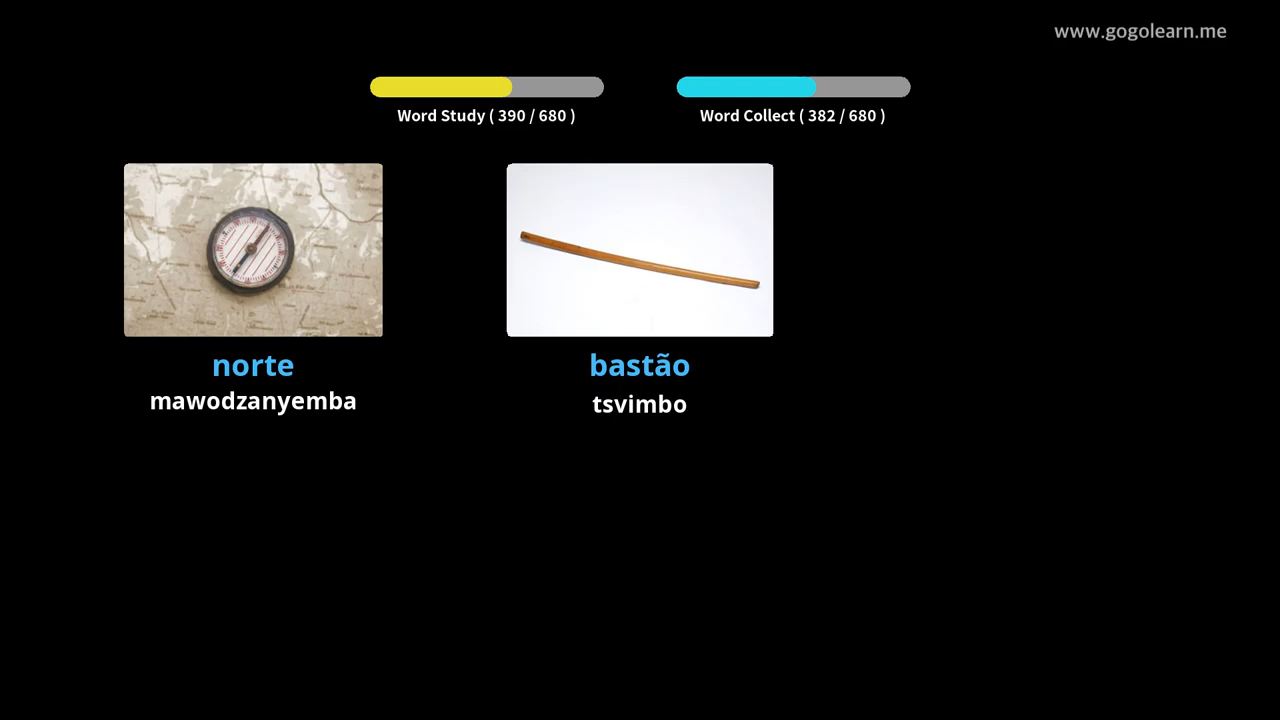 www.gogolearn.me
Word Study ( 390 / 680 )
Word Collect ( 382 / 680 )
norte
mawodzanyemba
bastão
tsvimbo